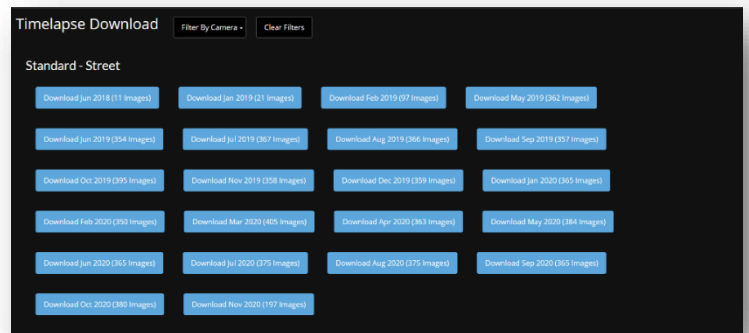 Timelapse Download Filter By Camera Clear Filters
Standard - Street
Download Jun 2018 (11 Images) Download Jan 2019 (21 Images) Download Feb 2019 (97 Images) Download May 2019 (362 Images)
Download Jun 2019 (354 Images) Download Jul 2019 (367 Images) Download Aug 2019 (366 Images) Download Sep 2019 (357 Images)
Download Oct 2019 (395 Images) Download Nov 2019 (358 Images) Download Dec 2019 (359 Images) Download Jan 2020 (365 Images)
Download Feb 2020 (350 Images) Download Mar 2020 (405 Images) Download Apr 2020 (363 Images) Download May 2020 (384 Images)
Download Jun 2020 (365 Images) Download Jul 2020 (375 Images) Download Aug 2020 (375 Images) Download Sep 2020 (365 Images)
Download Oct 2020 (380 Images) Download Nov 2020 (197 Images)